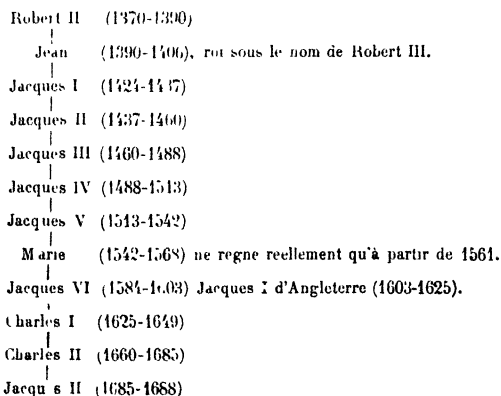 Robert II (1370-1390)
Jean (1390-1406), roi sous le nom de Robert III.
Jacques I (1424-1437)
Jacques II (1437-1460)
Jacques III (1460-1488)
Jacques IV (1488-1513)
Jacques V (1513-1542)
Marie (1542-1568) ne regne reellement qu'à partir de 1561.
Jacques VI (1584-1603) Jacques I d'Angleterre (1603-1625).
Charles I (1625-1649)
Charles II (1660-1685)
Jacques II (1685-1688)